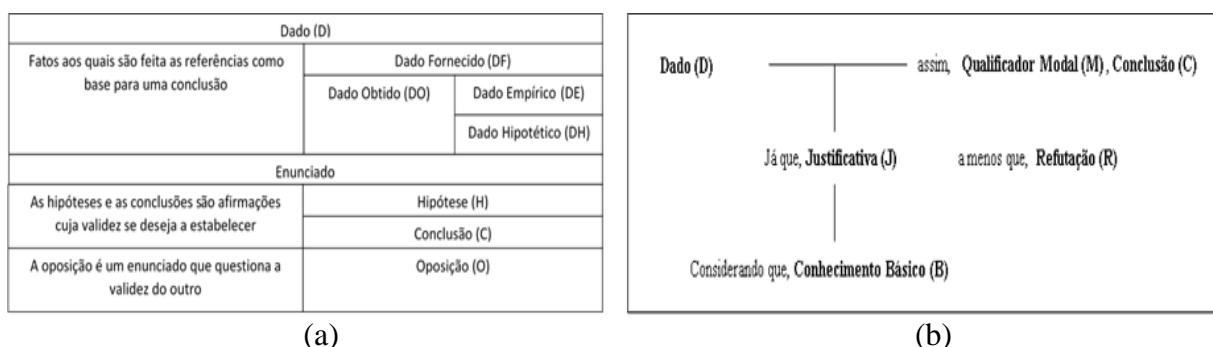 Dado (D)
Fatos aos quais são feita as referências como
base para uma conclusão
Dado Fornecido (DF)
Dado Obtido (DO)
Dado Empírico (DE)
Dado Hipotético (DH)
Enunciado
As hipóteses e as conclusões são afirmações
cuja validez se deseja a estabelecer
Hipótese (H)
Conclusão (C)
A oposição é um enunciado que questiona a
validez do outro
Oposição (O)
(a)
Dado (D)
assim, Qualificador Modal (M), Conclusão (C)
Já que, Justificativa (J)
a menos que, Refutação (R)
Considerando que, Conhecimento Básico (B)
(b)